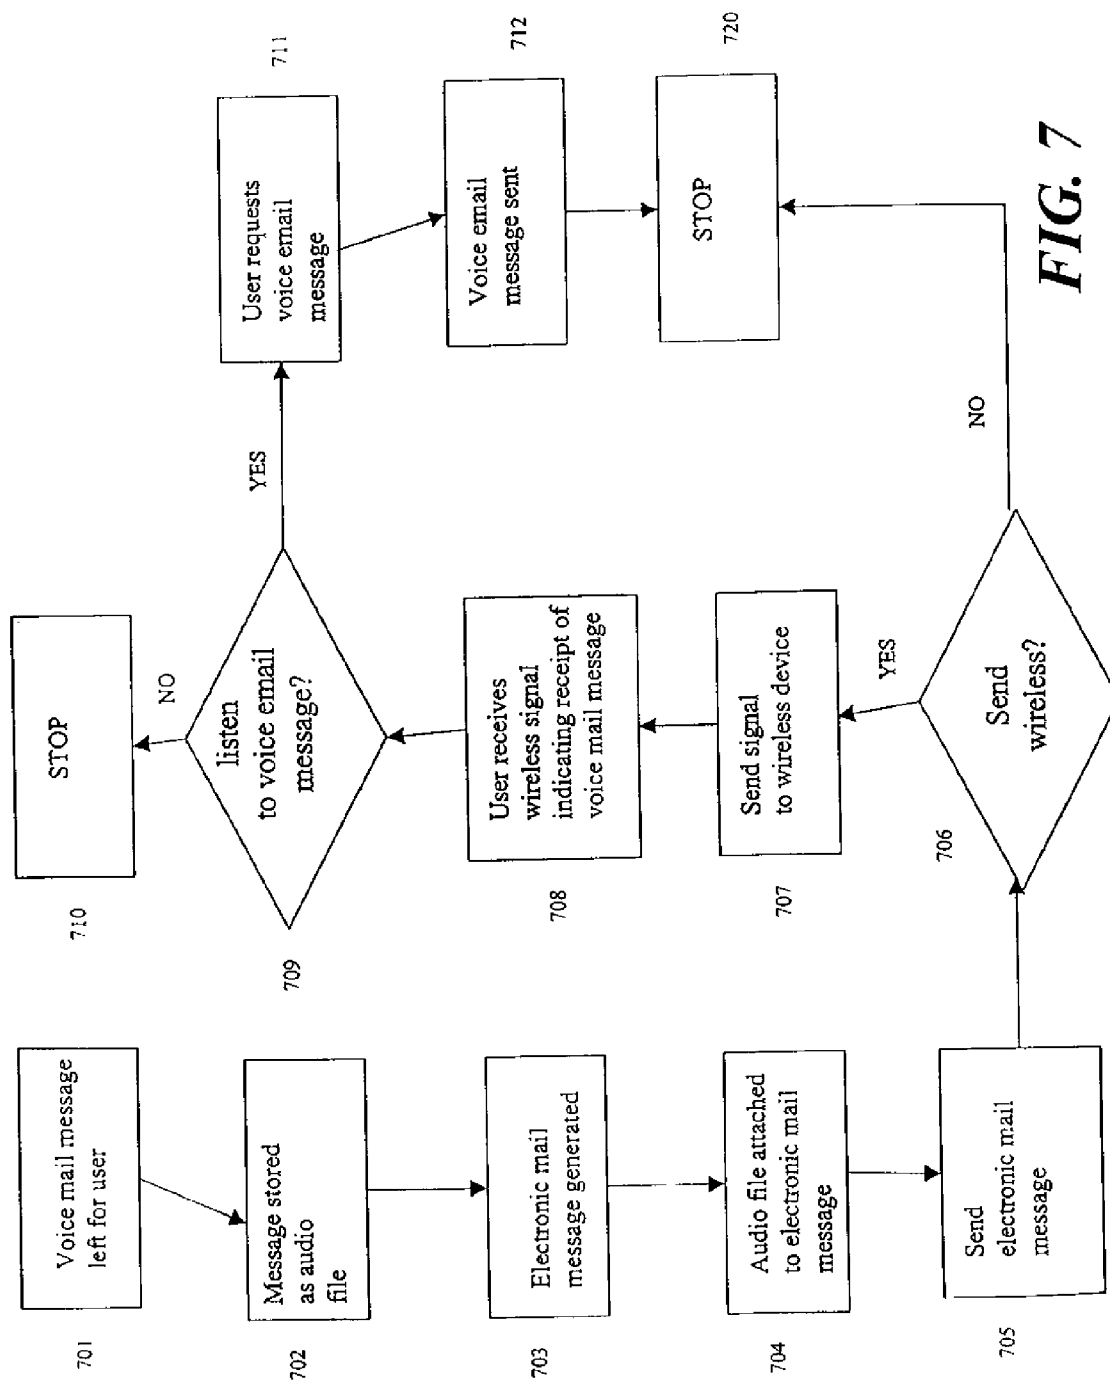 701
Voice mail message
left for user
702
Message stored
as audio
file
703
Electronic mail
message generated
704
Audio file attached
to electronic mail
message
705
Send
electronic mail
message
706
Send
wireless?
YES
NO
707
Send signal
to wireless device
708
User receives
wireless signal
indicating receipt of
voice mail message
709
listen
to voice email
message?
NO
YES
710
STOP
711
User requests
voice email
message
712
Voice email
message sent
720
STOP
FIG. 7